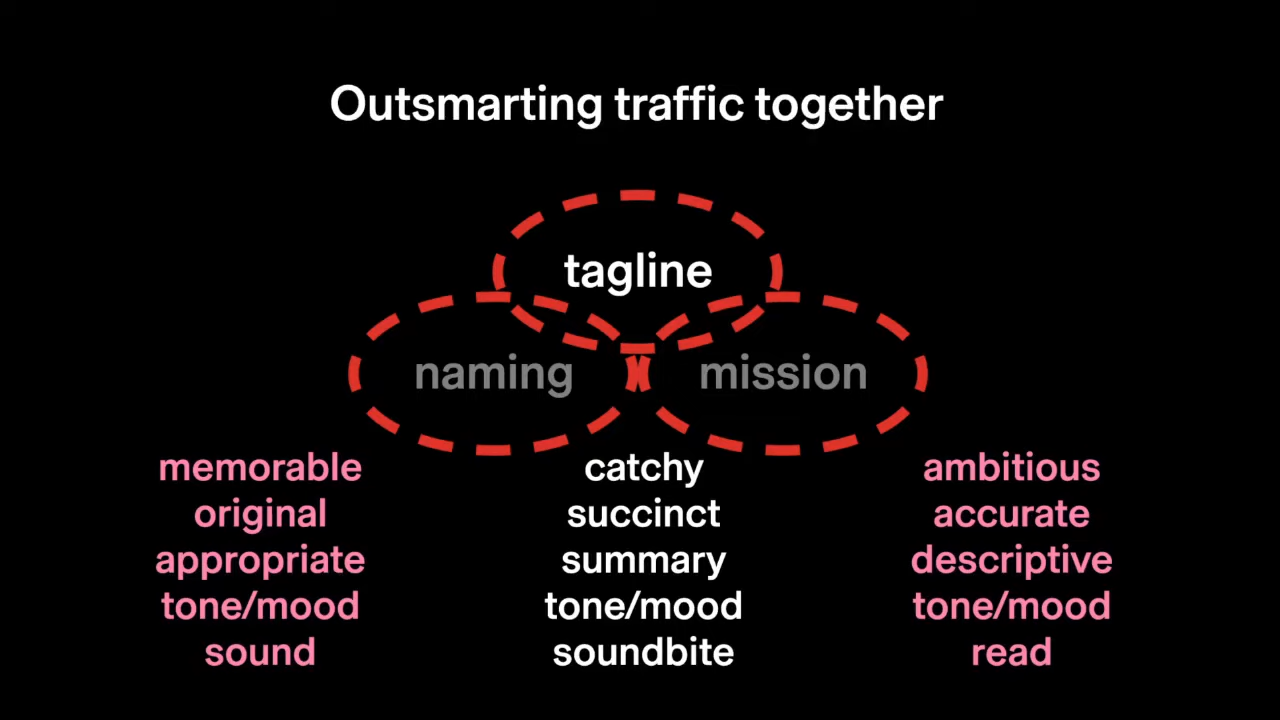 Outsmarting traffic together
tagline
naming
mission
memorable
original
appropriate
tone/mood
sound
catchy
succinct
summary
tone/mood
soundbite
ambitious
accurate
descriptive
tone/mood
read